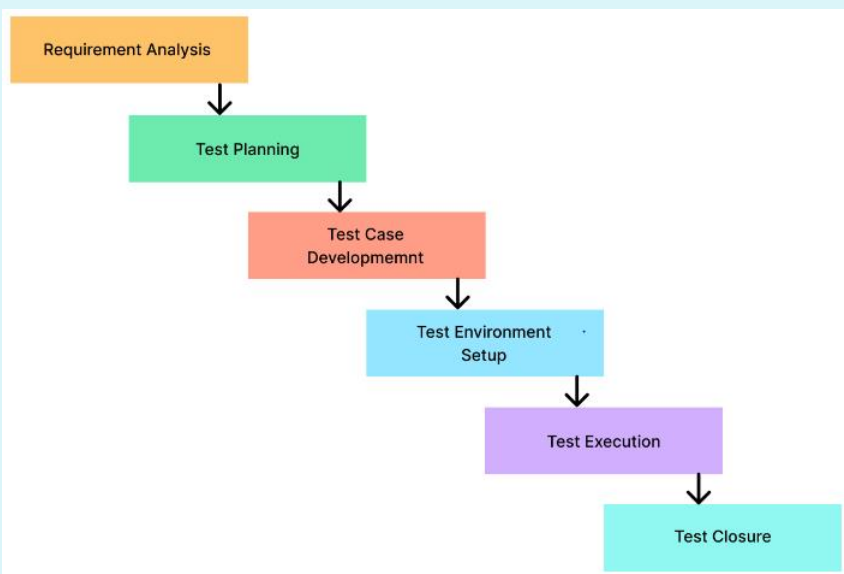 Requirement Analysis
Test Planning
Test Case
Developmemnt
Test Environment
Setup
Test Execution
Test Closure